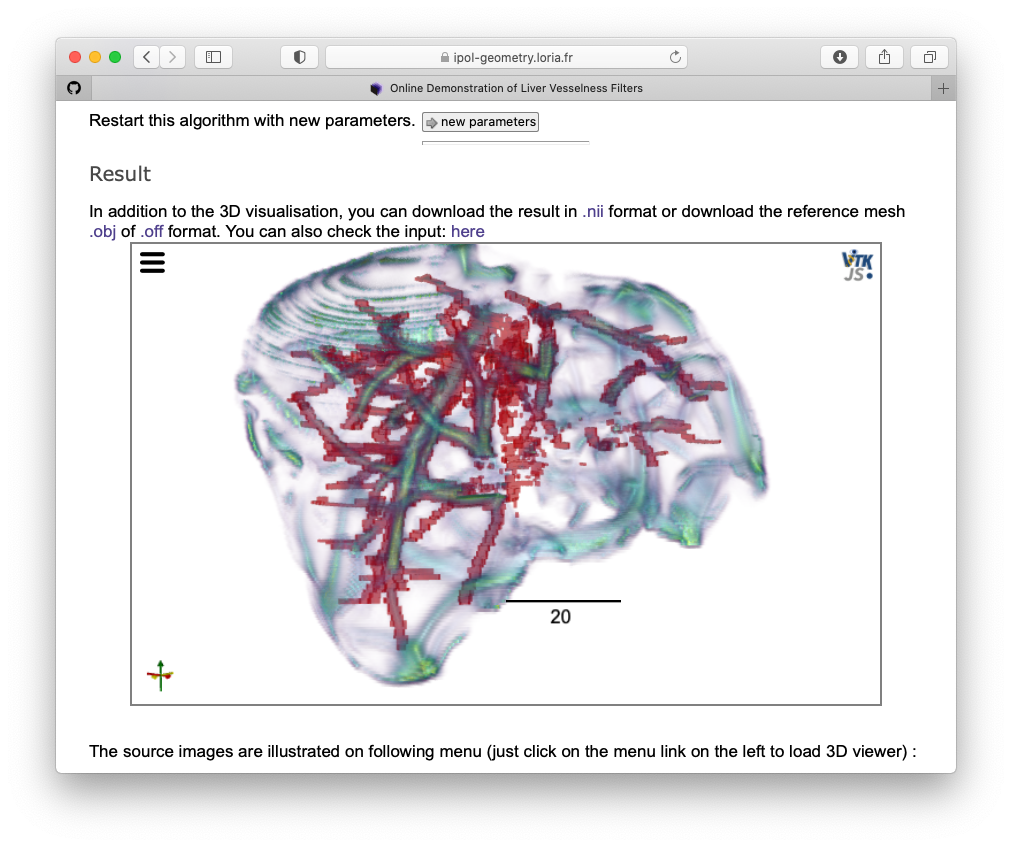 ipol-geometry.loria.fr
Online Demonstration of Liver Vesselness Filters
Restart this algorithm with new parameters. new parameters
Result
In addition to the 3D visualisation, you can download the result in .nii format or download the reference mesh
.obj of .off format. You can also check the input: here
VTK
JS
20
The source images are illustrated on following menu (just click on the menu link on the left to load 3D viewer) :